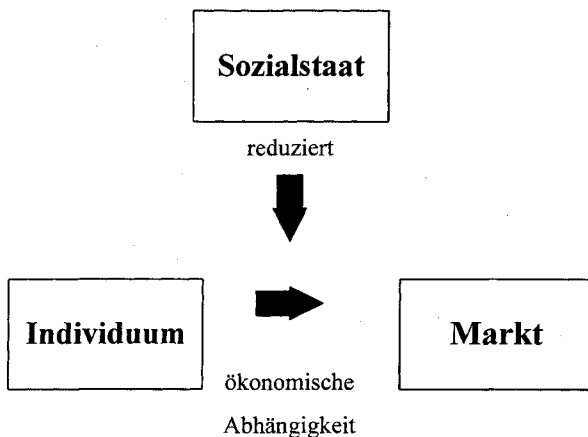 Sozialstaat
reduziert
Individuum
Markt
ökonomische
Abhängigkeit